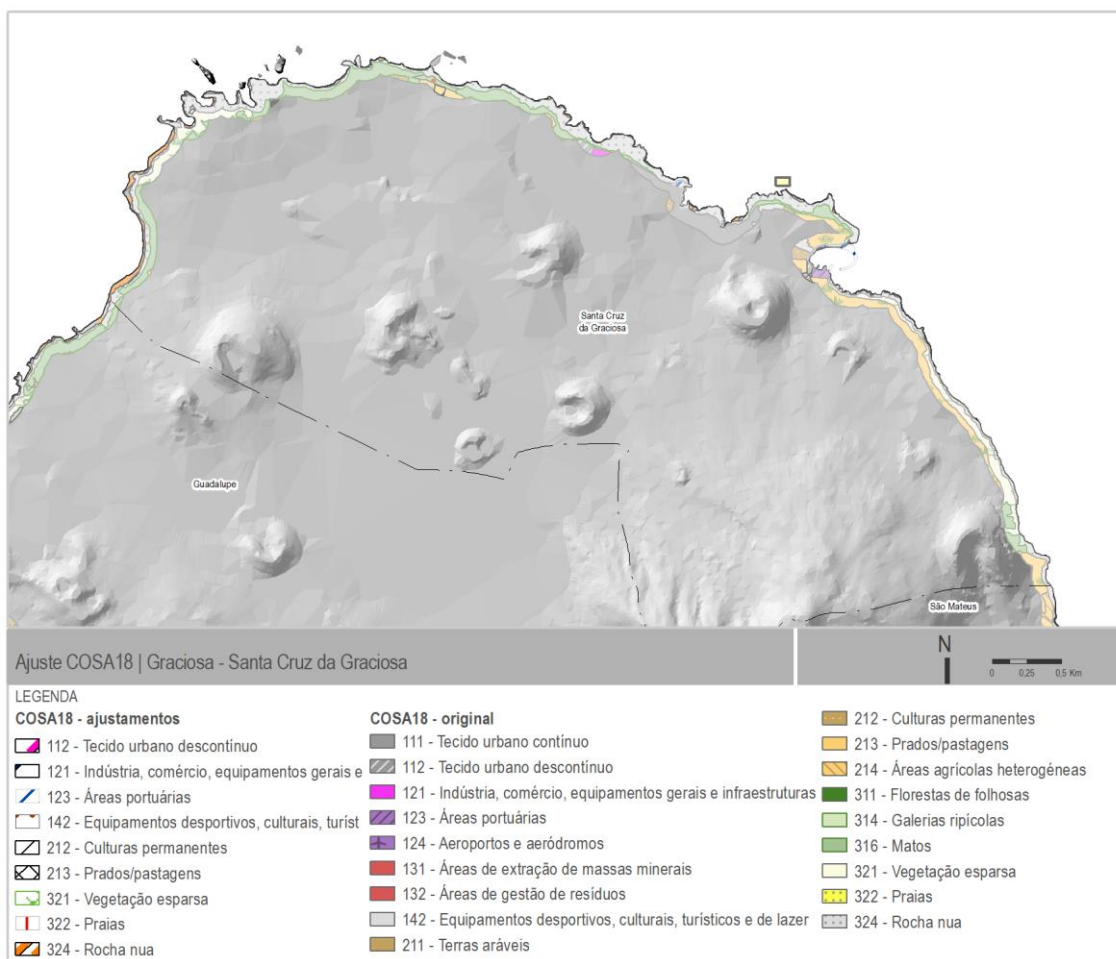 Santa Cruz
da Graciosa
Guadalupe
São Mateus
Ajuste COSA18 | Graciosa - Santa Cruz da Graciosa
N
0 0,25 0,5 Km
LEGENDA
COSA18 - ajustamentos
112 - Tecido urbano descontínuo
121 - Indústria, comércio, equipamentos gerais e
123 - Áreas portuárias
142 - Equipamentos desportivos, culturais, turíst
212 - Culturas permanentes
213 - Prados/pastagens
321 - Vegetação esparsa
322 - Praias
324 - Rocha nua
COSA18 - original
111 - Tecido urbano contínuo
112 - Tecido urbano descontínuo
121 - Indústria, comércio, equipamentos gerais e infraestruturas
123 - Áreas portuárias
124 - Aeroportos e aeródromos
131 - Áreas de extração de massas minerais
132 - Áreas de gestão de resíduos
142 - Equipamentos desportivos, culturais, turísticos e de lazer
211 - Terras aráveis
212 - Culturas permanentes
213 - Prados/pastagens
214 - Áreas agrícolas heterogéneas
311 - Florestas de folhosas
314 - Galerias ripícolas
316 - Matos
321 - Vegetação esparsa
322 - Praias
324 - Rocha nua